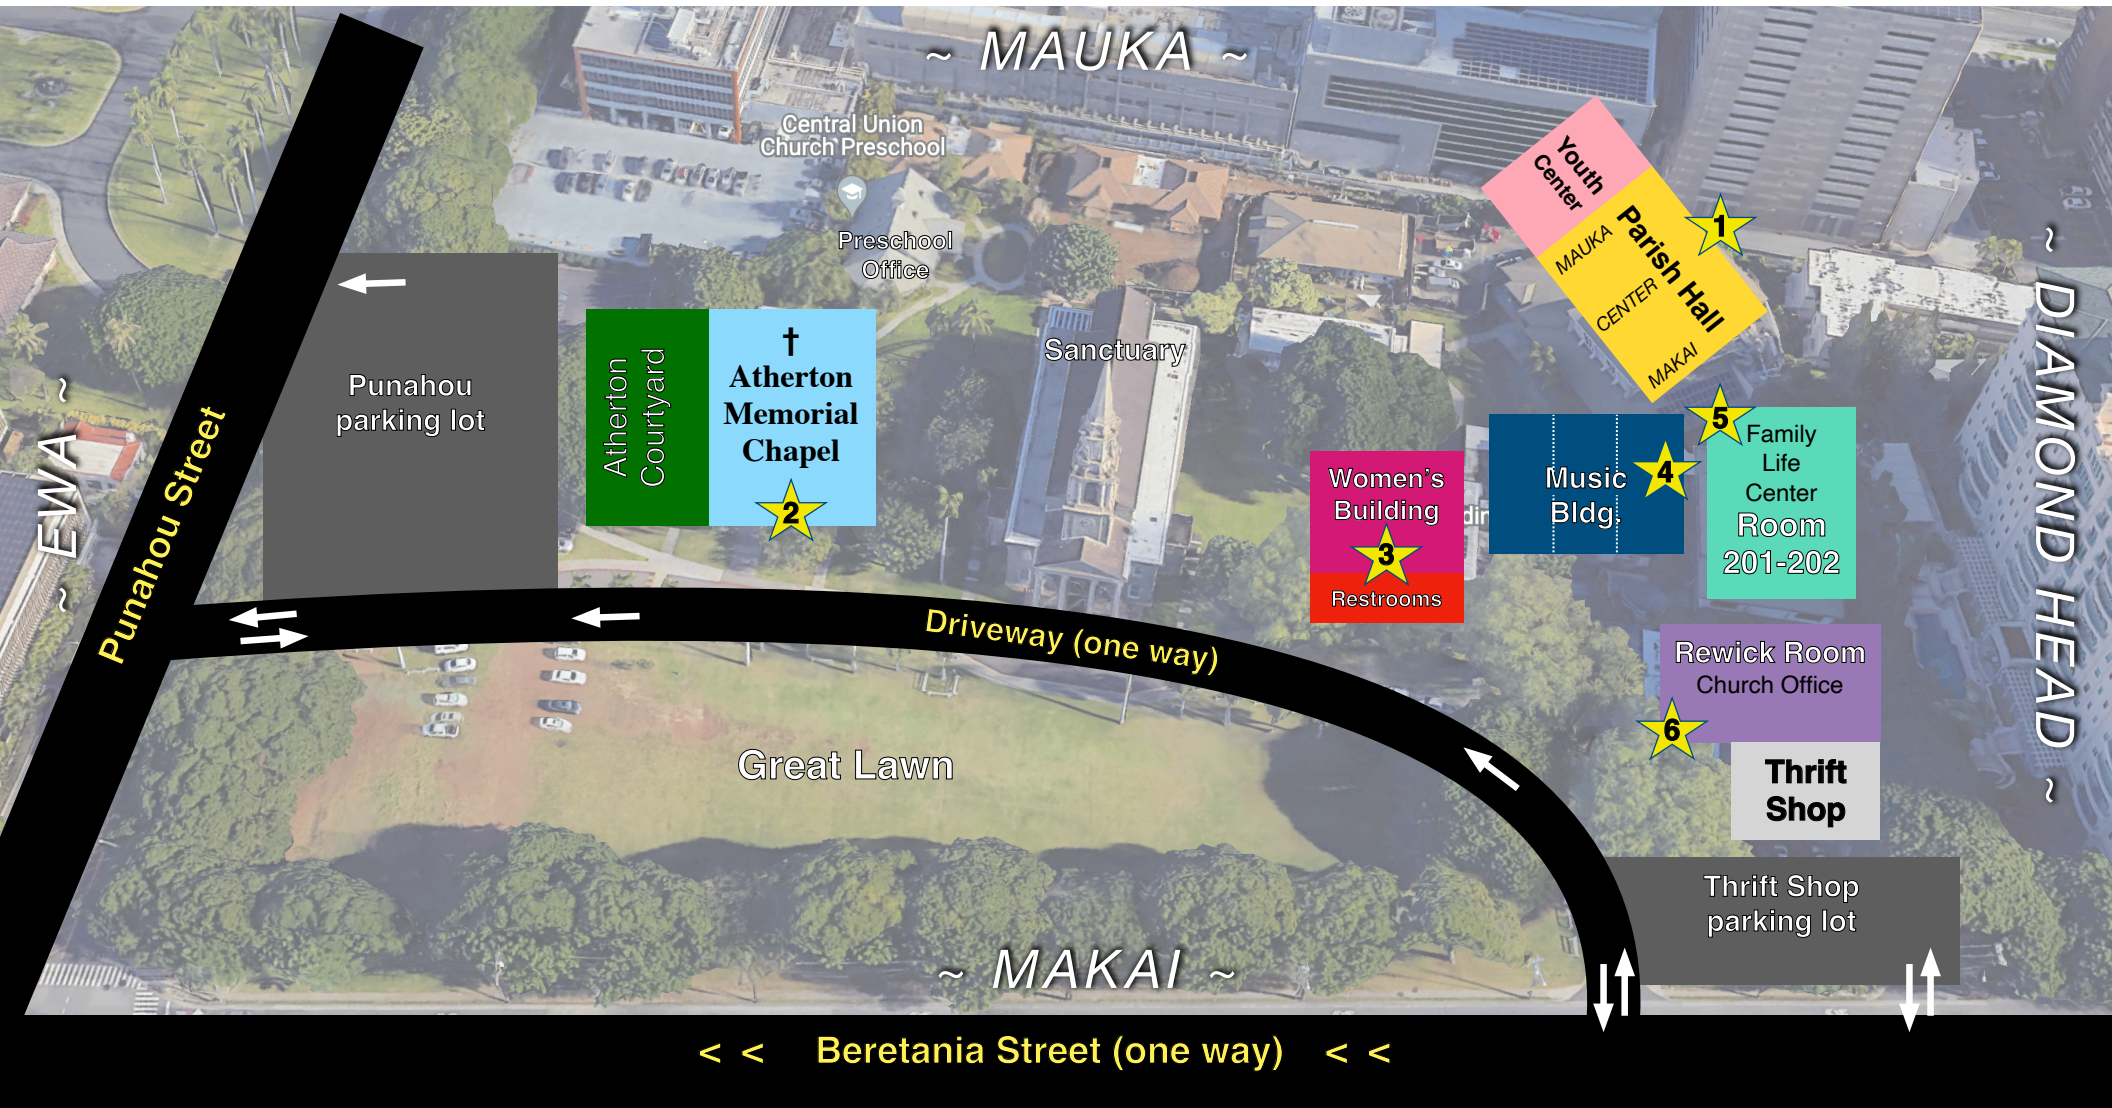 ~ MAUKA ~
Central Union
Church Preschool
Preschool
Office
Youth
Center
Parish Hall
MAUKA
CENTER
MAKAI
1
~ EWA ~
Punahou Street
Punahou
parking lot
Atherton
Courtyard
†
Atherton
Memorial
Chapel
2
Sanctuary
Women's
Building
3
Restrooms
din
Music
Bldg.
4
5
Family
Life
Center
Room
201-202
~ DIAMOND HEAD ~
Driveway (one way)
Rewick Room
Church Office
6
Thrift
Shop
Great Lawn
Thrift Shop
parking lot
~ MAKAI ~
< < Beretania Street (one way) < <